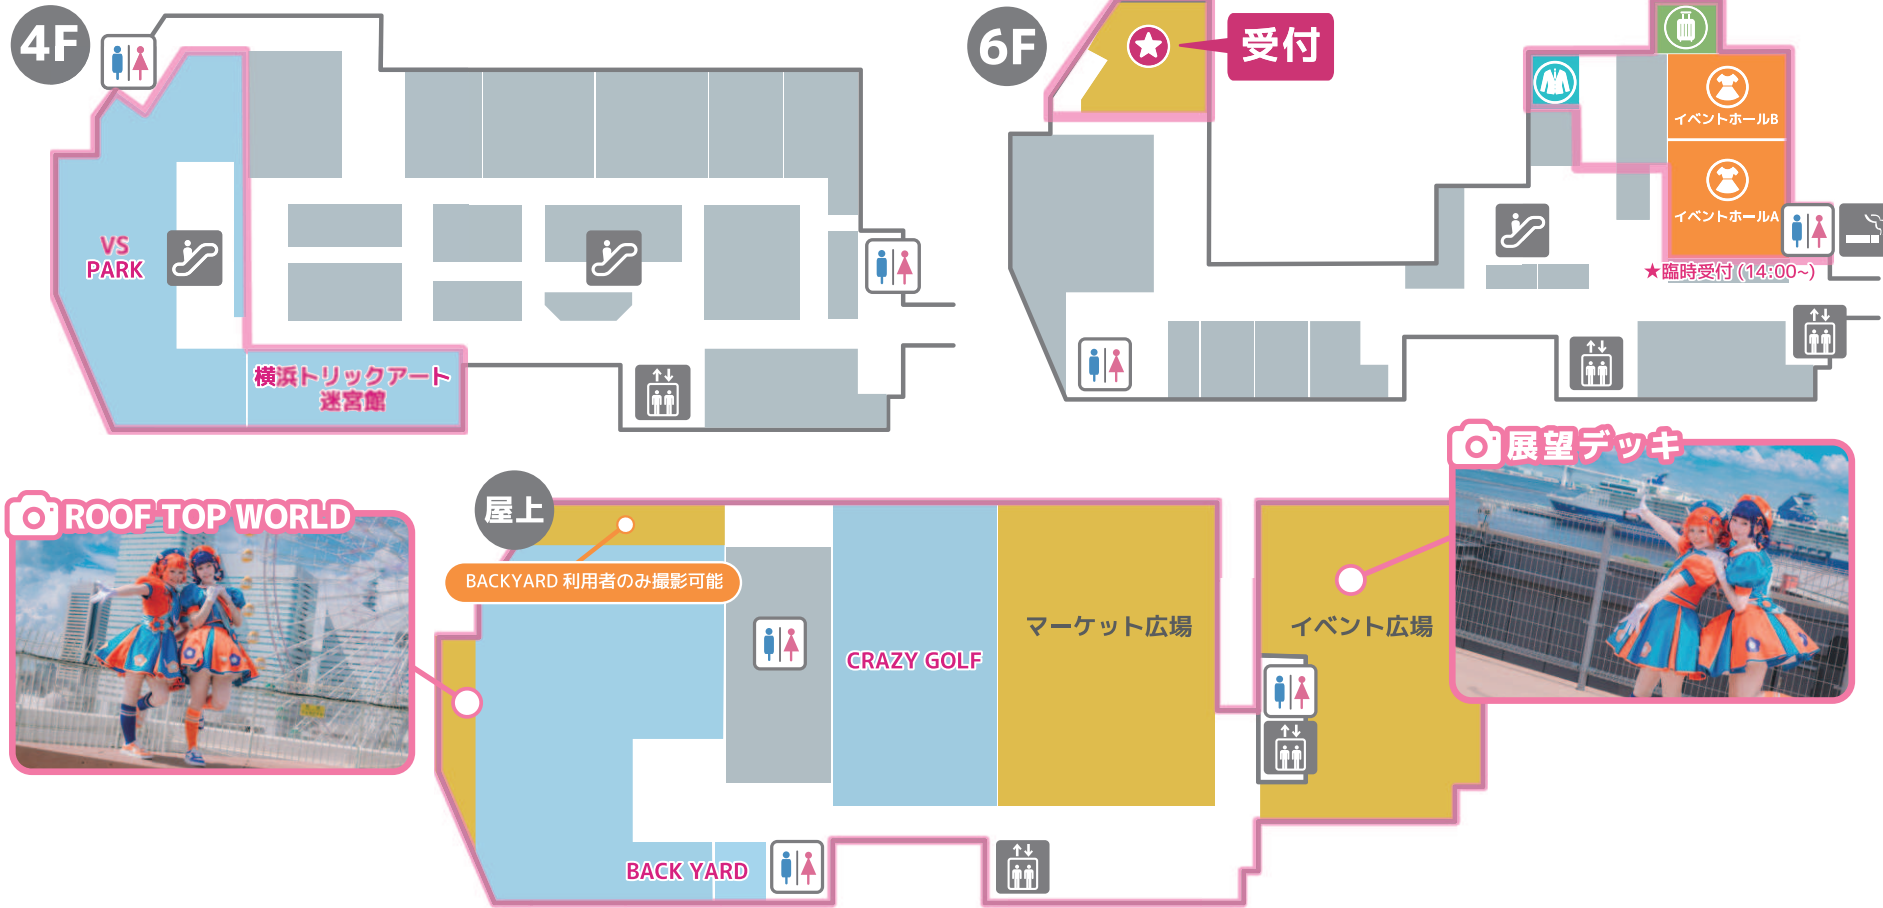 4F
VS
PARK
横浜トリックアート
迷宮館
6F
受付
イベントホールB
イベントホールA
★臨時受付 (14:00~)
ROOF TOP WORLD
屋上
BACKYARD 利用者のみ撮影可能
CRAZY GOLF
マーケット広場
イベント広場
展望デッキ
BACK YARD